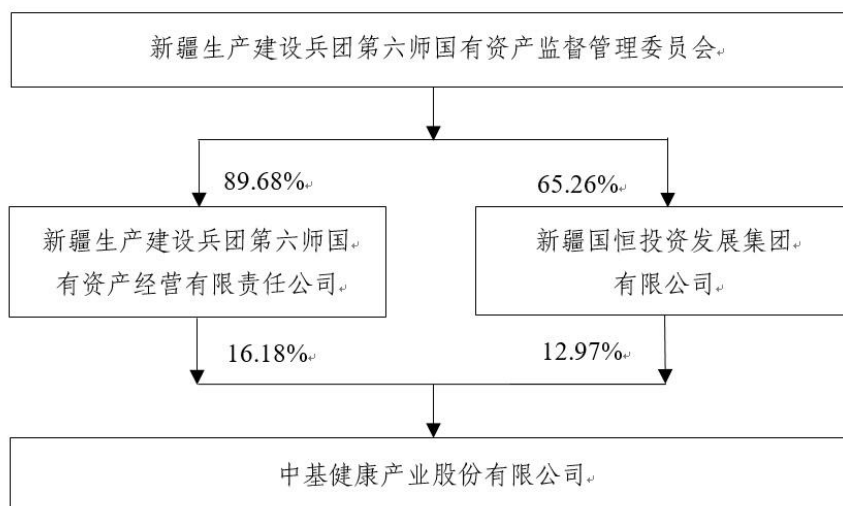 新疆生产建设兵团第六师国有资产监督管理委员会
89.68%
65.26%
新疆生产建设兵团第六师国
有资产经营有限责任公司
新疆国恒投资发展集团
有限公司
16.18%
12.97%
中基健康产业股份有限公司